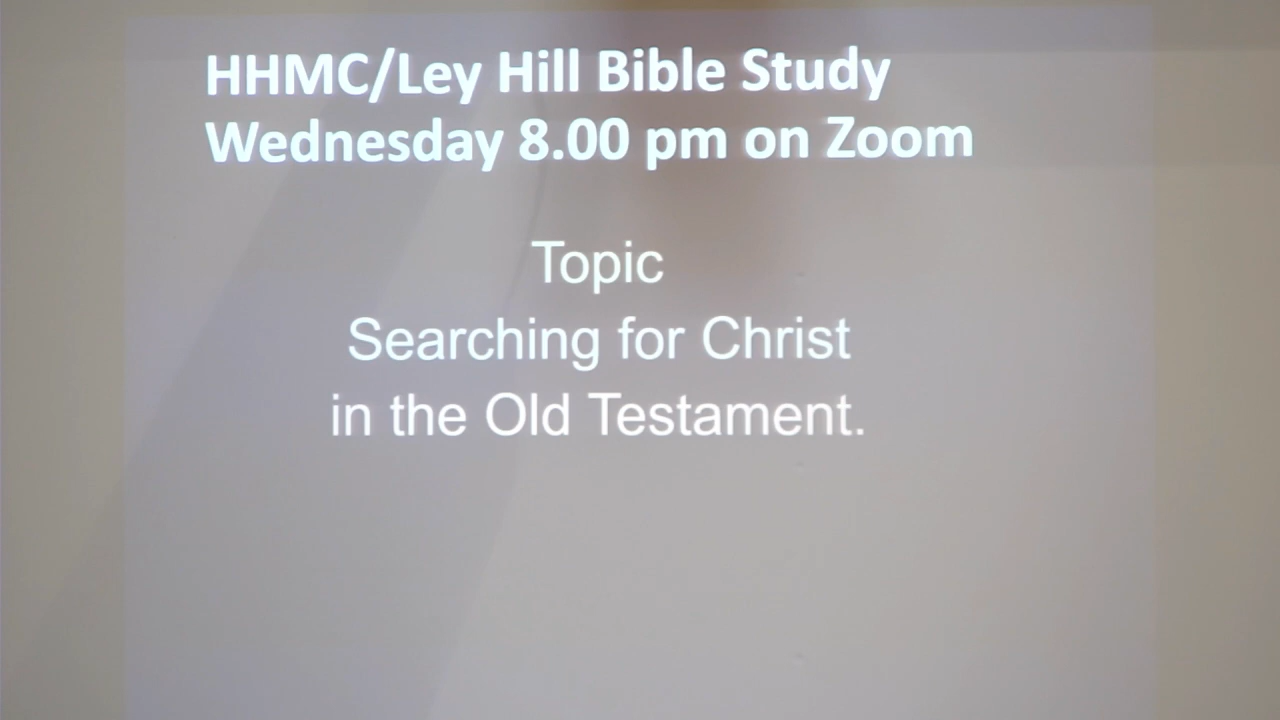 HHMC/Ley Hill Bible Study
Wednesday 8.00 pm on Zoom
Topic
Searching for Christ
in the Old Testament.